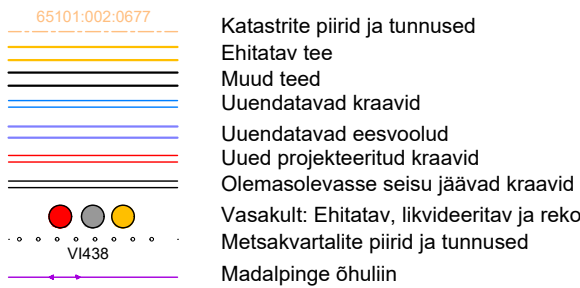 65101:002:0677
Katastrite piirid ja tunnused
Ehitatav tee
Muud teed
Uuendatavad kraavid
Uuendatavad eesvoolud
Uued projekteeritud kraavid
Olemasolevasse seisu jäävad kraavid
Vasakult: Ehitatav, likvideeritav ja reko
Metsakvartalite piirid ja tunnused
VI438
Madalpinge õhuliin